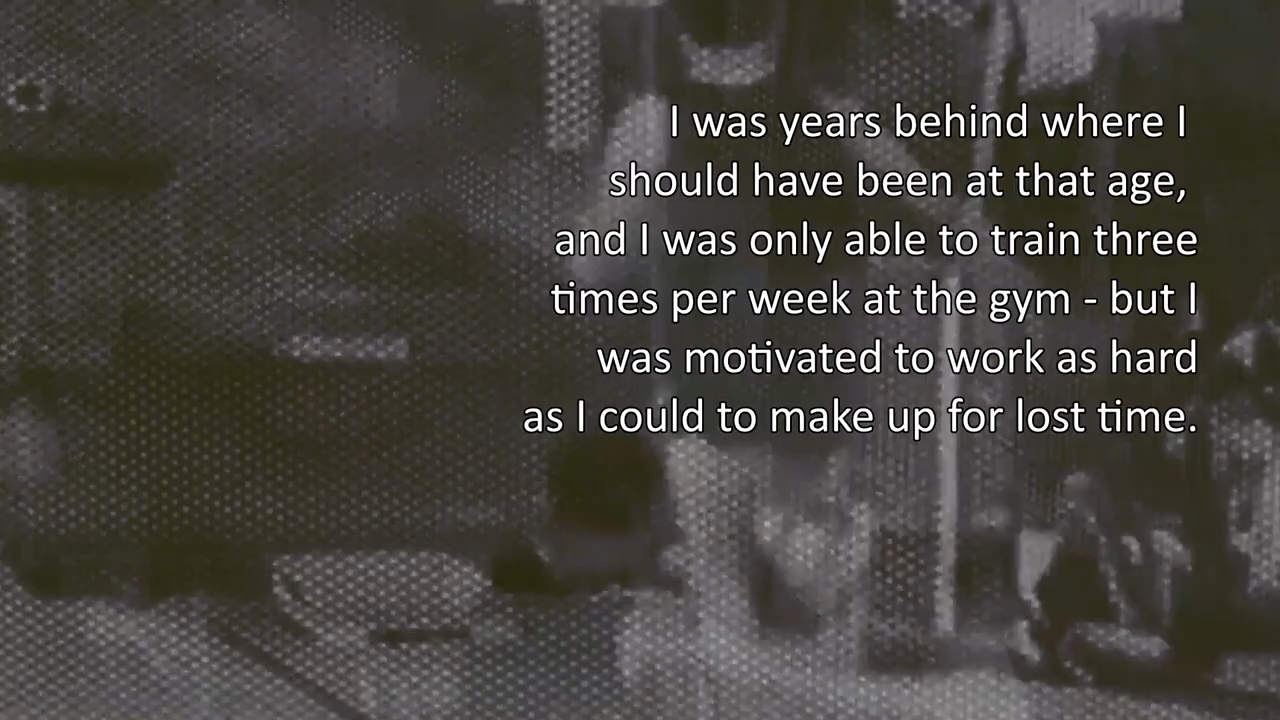 I was years behind where I
should have been at that age,
and I was only able to train three
times per week at the gym - but I
was motivated to work as hard
as I could to make up for lost time.